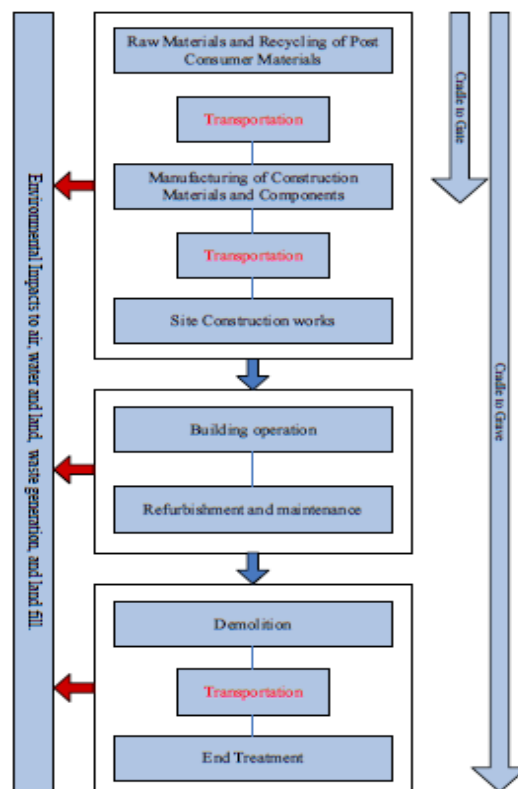 Raw Materials and Recycling of Post
Consumer Materials
Transportation
Manufacturing of Construction
Materials and Components
Transportation
Site Construction works
Building operation
Refurbishment and maintenance
Demolition
Transportation
End Treatment
Environmental Impacts to air, water and land, waste generation, and land fill.
Cradle to Gate
Cradle to Grave